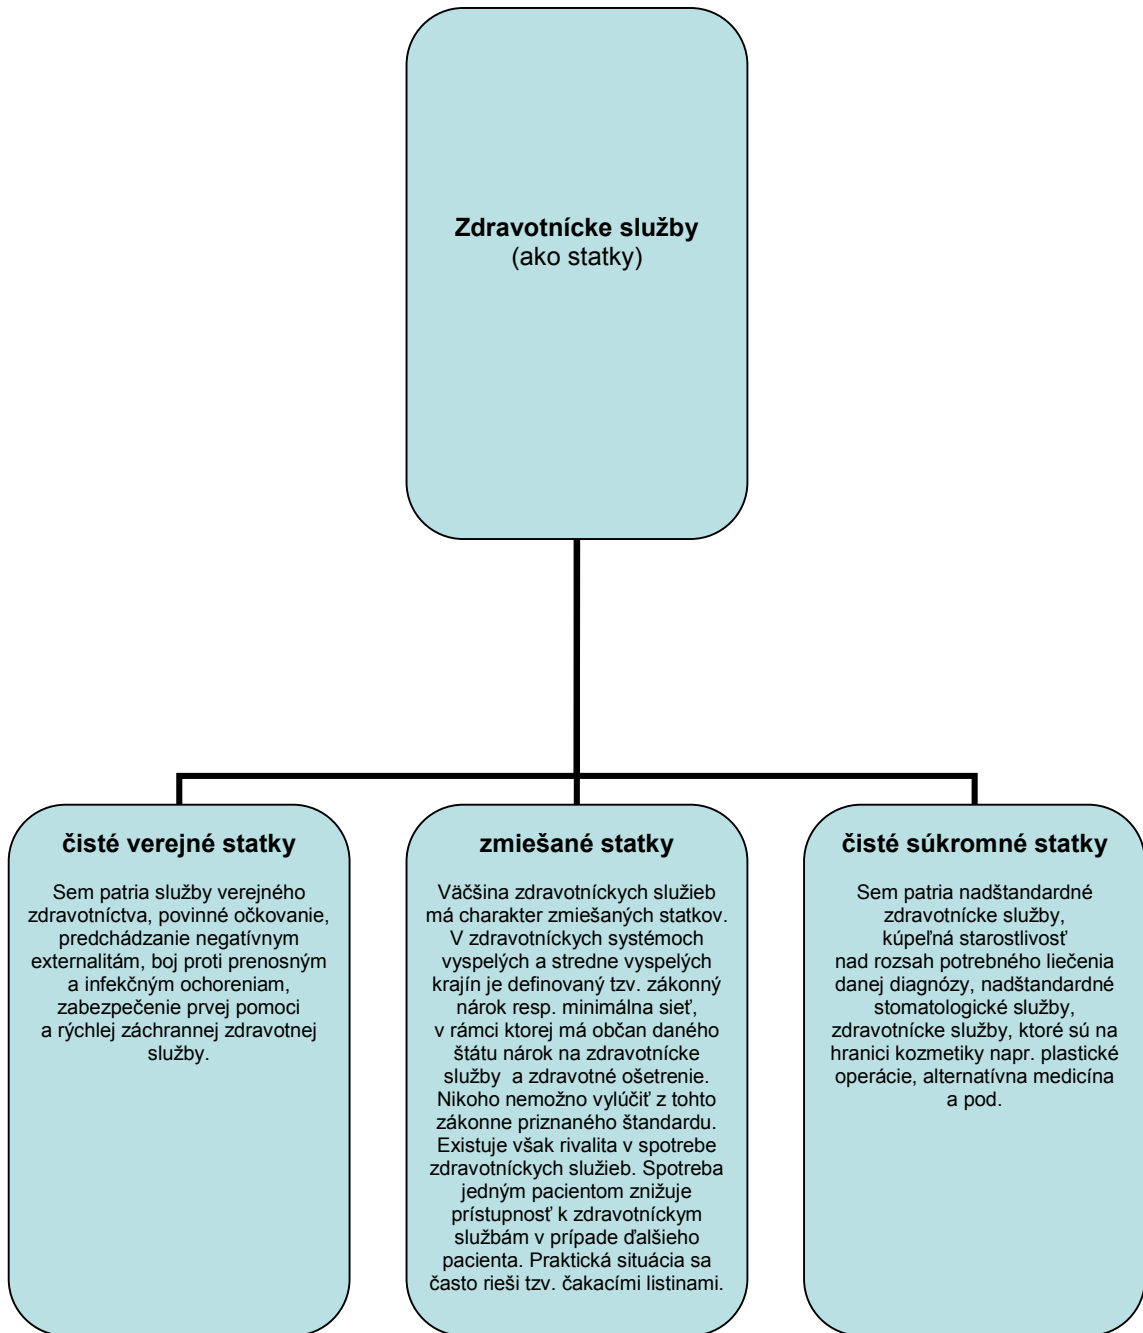 Zdravotnícke služby
(ako statky)
čisté verejné statky
Sem patria služby verejného
zdravotníctva, povinné očkovanie,
predchádzanie negatívnym
externalitám, boj proti prenosným
a infekčným ochoreniam,
zabezpečenie prvej pomoci
a rýchlej záchrannej zdravotnej
služby.
zmiešané statky
Väčšina zdravotníckych služieb
má charakter zmiešaných statkov.
V zdravotníckych systémoch
vyspelých a stredne vyspelých
krajín je definovaný tzv. zákonný
nárok resp. minimálna sieť,
v rámci ktorej má občan daného
štátu nárok na zdravotnícke
služby  a zdravotné ošetrenie.
Nikoho nemožno vylúčiť z tohto
zákonne priznaného štandardu.
Existuje však rivalita v spotrebe
zdravotníckych služieb. Spotreba
jedným pacientom znižuje
prístupnosť k zdravotníckym
službám v prípade ďalšieho
pacienta. Praktická situácia sa
často rieši tzv. čakacími listinami.
čisté súkromné statky
Sem patria nadštandardné
zdravotnícke služby,
kúpeľná starostlivosť
nad rozsah potrebného liečenia
danej diagnózy, nadštandardné
stomatologické služby,
zdravotnícke služby, ktoré sú na
hranici kozmetiky napr. plastické
operácie, alternatívna medicína
a pod.